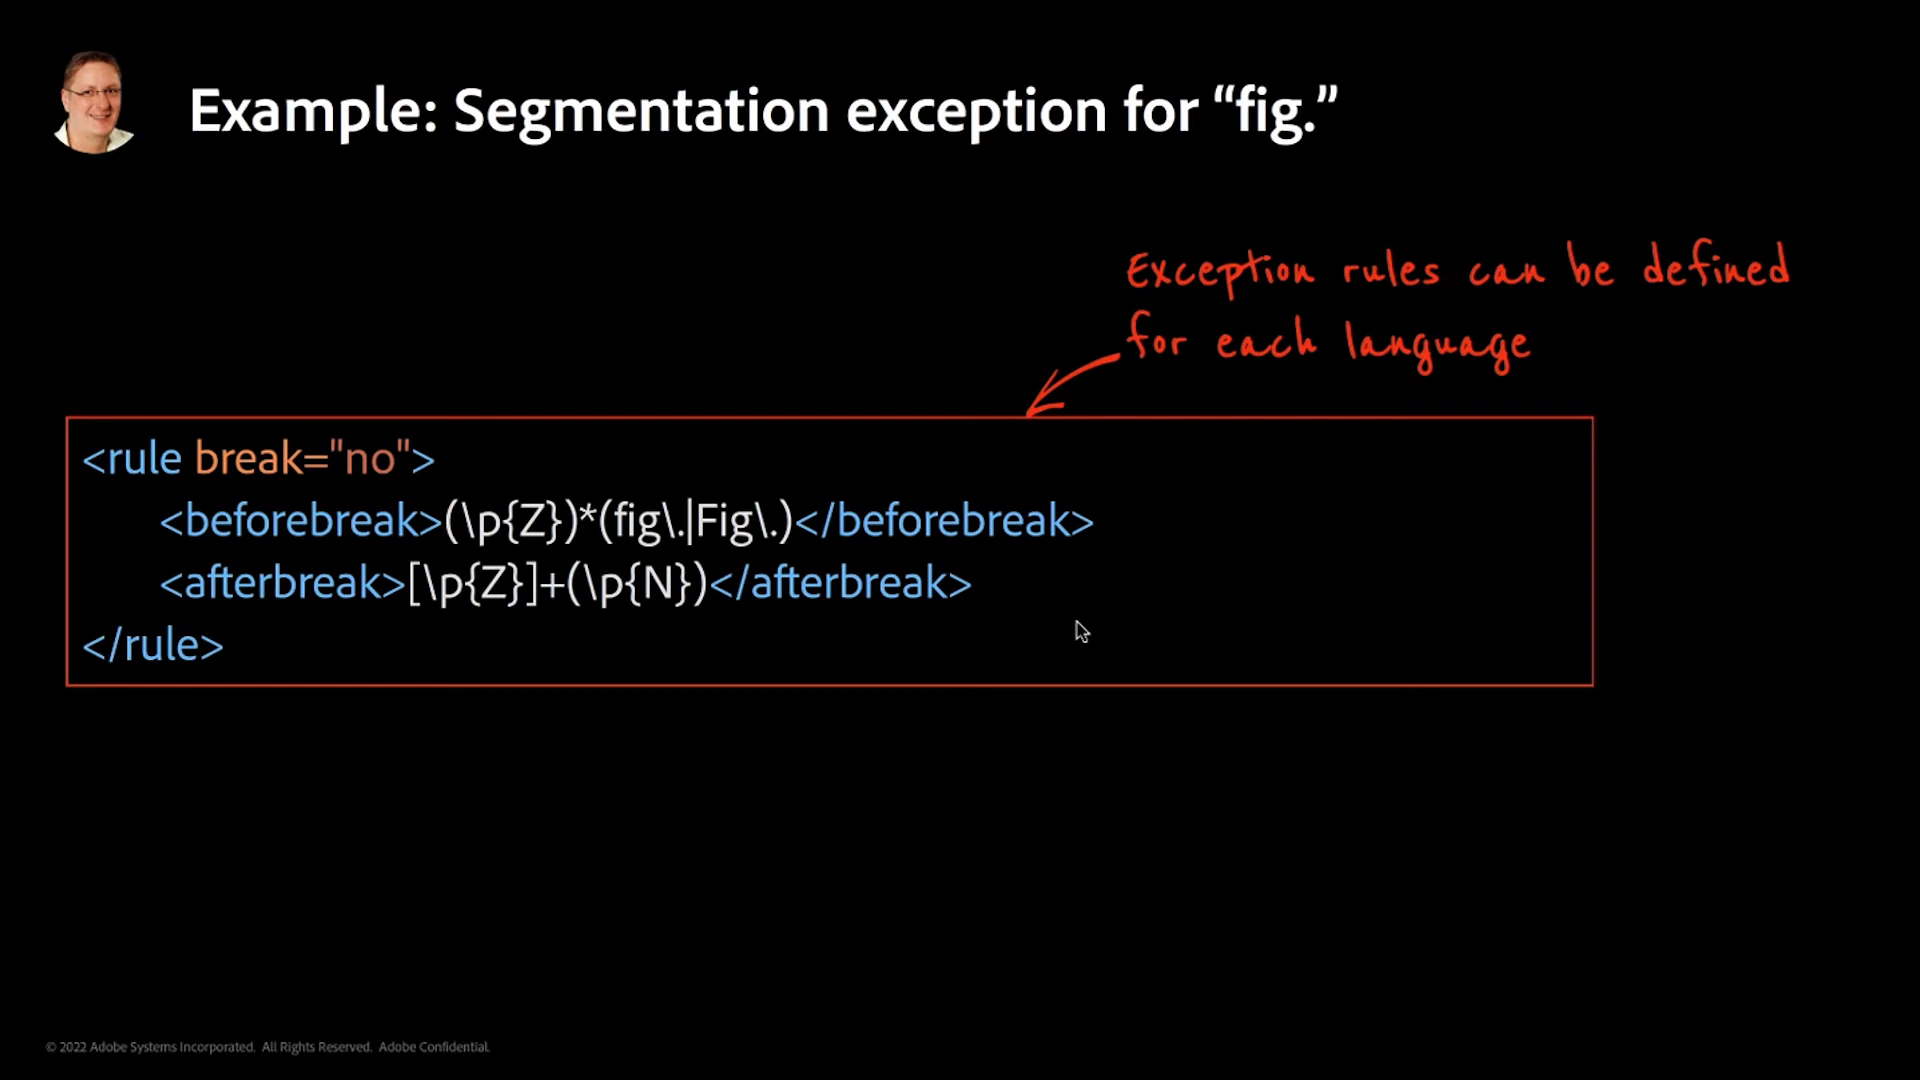 Example: Segmentation exception for “fig.”
Exception rules can be defined
for each language
<rule break="no">
<beforebreak>(\p{Z})*(fig\.|Fig\.)</beforebreak>
<afterbreak>[\p{Z}]+(\p{N})</afterbreak>
</rule>
© 2022 Adobe Systems Incorporated. All Rights Reserved. Adobe Confidential.